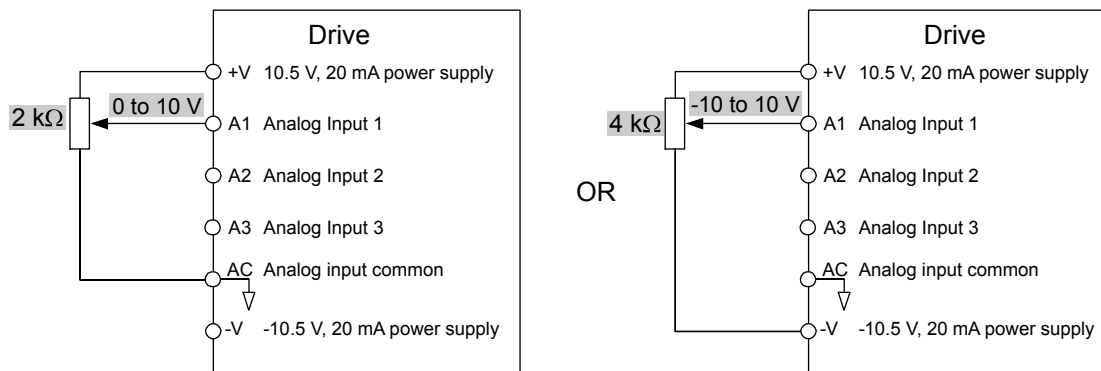 Drive
+V 10.5 V, 20 mA power supply
0 to 10 V
2 kΩ
A1 Analog Input 1
A2 Analog Input 2
A3 Analog Input 3
AC Analog input common
-V -10.5 V, 20 mA power supply
OR
Drive
+V 10.5 V, 20 mA power supply
-10 to 10 V
4 kΩ
A1 Analog Input 1
A2 Analog Input 2
A3 Analog Input 3
AC Analog input common
-V -10.5 V, 20 mA power supply